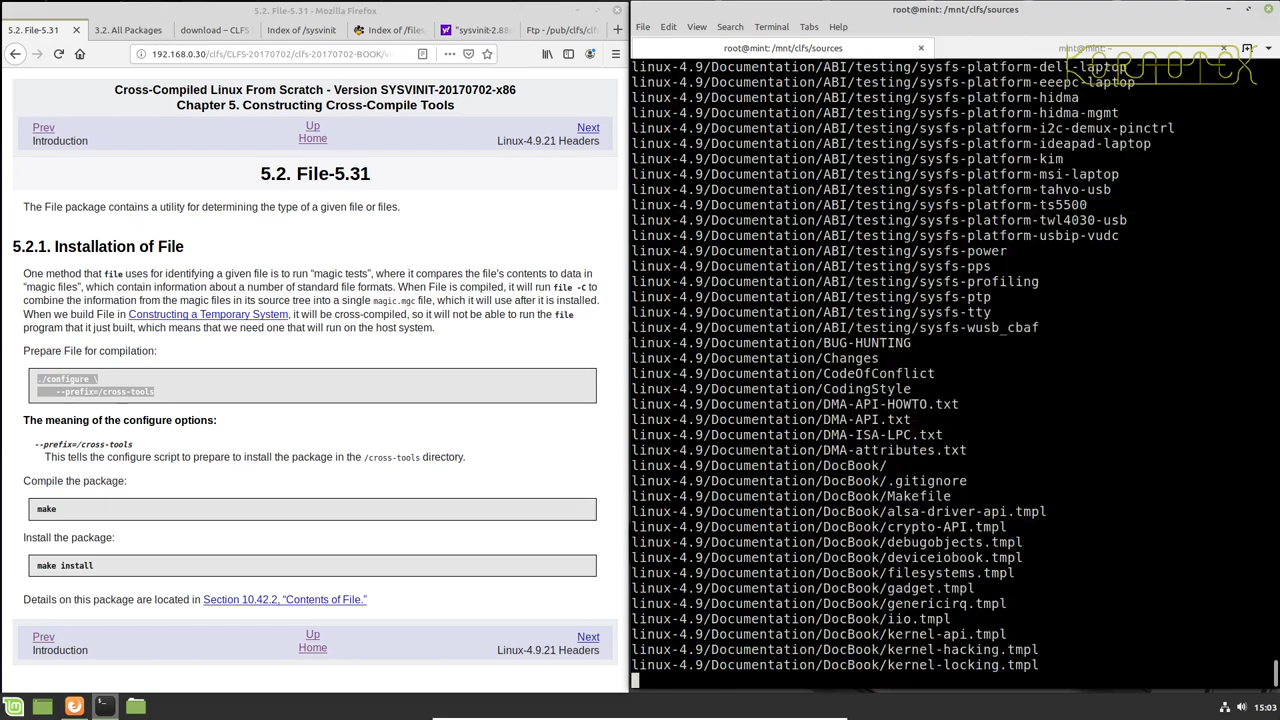 5.2. File-5.31 - Mozilla Firefox
5.2. File-5.31
3.2. All Packages
download – CLFS
Index of /sysvinit
Index of /files
"sysvinit-2.88
Ftp - /pub/clfs/c
192.168.0.30/clfs/CLFS-20170702/clfs-20170702-BOOK/
Cross-Compiled Linux From Scratch - Version SYSVINIT-20170702-x86
Chapter 5. Constructing Cross-Compile Tools
Prev
Up
Next
Introduction
Home
Linux-4.9.21 Headers
5.2. File-5.31
The File package contains a utility for determining the type of a given file or files.
5.2.1. Installation of File
One method that file uses for identifying a given file is to run “magic tests”, where it compares the file's contents to data in
“magic files”, which contain information about a number of standard file formats. When File is compiled, it will run file -C to
combine the information from the magic files in its source tree into a single magic.mgc file, which it will use after it is installed.
When we build File in Constructing a Temporary System, it will be cross-compiled, so it will not be able to run the file
program that it just built, which means that we need one that will run on the host system.
Prepare File for compilation:
./configure \
--prefix=/cross-tools
The meaning of the configure options:
--prefix=/cross-tools
This tells the configure script to prepare to install the package in the /cross-tools directory.
Compile the package:
make
Install the package:
make install
Details on this package are located in Section 10.42.2, “Contents of File.”
Prev
Up
Next
Introduction
Home
Linux-4.9.21 Headers
root@mint: /mnt/clfs/sources
File Edit View Search Terminal Tabs Help
root@mint: /mnt/clfs/sources
root@mint: ~
linux-4.9/Documentation/ABI/testing/sysfs-platform-dell-laptop
linux-4.9/Documentation/ABI/testing/sysfs-platform-eeepc-laptop
linux-4.9/Documentation/ABI/testing/sysfs-platform-hidma
linux-4.9/Documentation/ABI/testing/sysfs-platform-hidma-mgmt
linux-4.9/Documentation/ABI/testing/sysfs-platform-i2c-demux-pinctrl
linux-4.9/Documentation/ABI/testing/sysfs-platform-ideapad-laptop
linux-4.9/Documentation/ABI/testing/sysfs-platform-kim
linux-4.9/Documentation/ABI/testing/sysfs-platform-msi-laptop
linux-4.9/Documentation/ABI/testing/sysfs-platform-tahvo-usb
linux-4.9/Documentation/ABI/testing/sysfs-platform-ts5500
linux-4.9/Documentation/ABI/testing/sysfs-platform-twl4030-usb
linux-4.9/Documentation/ABI/testing/sysfs-platform-usbip-vudc
linux-4.9/Documentation/ABI/testing/sysfs-power
linux-4.9/Documentation/ABI/testing/sysfs-pps
linux-4.9/Documentation/ABI/testing/sysfs-profiling
linux-4.9/Documentation/ABI/testing/sysfs-ptp
linux-4.9/Documentation/ABI/testing/sysfs-tty
linux-4.9/Documentation/ABI/testing/sysfs-wusb_cbaf
linux-4.9/Documentation/BUG-HUNTING
linux-4.9/Documentation/Changes
linux-4.9/Documentation/CodeOfConflict
linux-4.9/Documentation/CodingStyle
linux-4.9/Documentation/DMA-API-HOWTO.txt
linux-4.9/Documentation/DMA-API.txt
linux-4.9/Documentation/DMA-ISA-LPC.txt
linux-4.9/Documentation/DMA-attributes.txt
linux-4.9/Documentation/DocBook/
linux-4.9/Documentation/DocBook/.gitignore
linux-4.9/Documentation/DocBook/Makefile
linux-4.9/Documentation/DocBook/alsa-driver-api.tmpl
linux-4.9/Documentation/DocBook/crypto-API.tmpl
linux-4.9/Documentation/DocBook/debugobjects.tmpl
linux-4.9/Documentation/DocBook/deviceiobook.tmpl
linux-4.9/Documentation/DocBook/filesystems.tmpl
linux-4.9/Documentation/DocBook/gadget.tmpl
linux-4.9/Documentation/DocBook/genericirq.tmpl
linux-4.9/Documentation/DocBook/iio.tmpl
linux-4.9/Documentation/DocBook/kernel-api.tmpl
linux-4.9/Documentation/DocBook/kernel-hacking.tmpl
linux-4.9/Documentation/DocBook/kernel-locking.tmpl
15:03